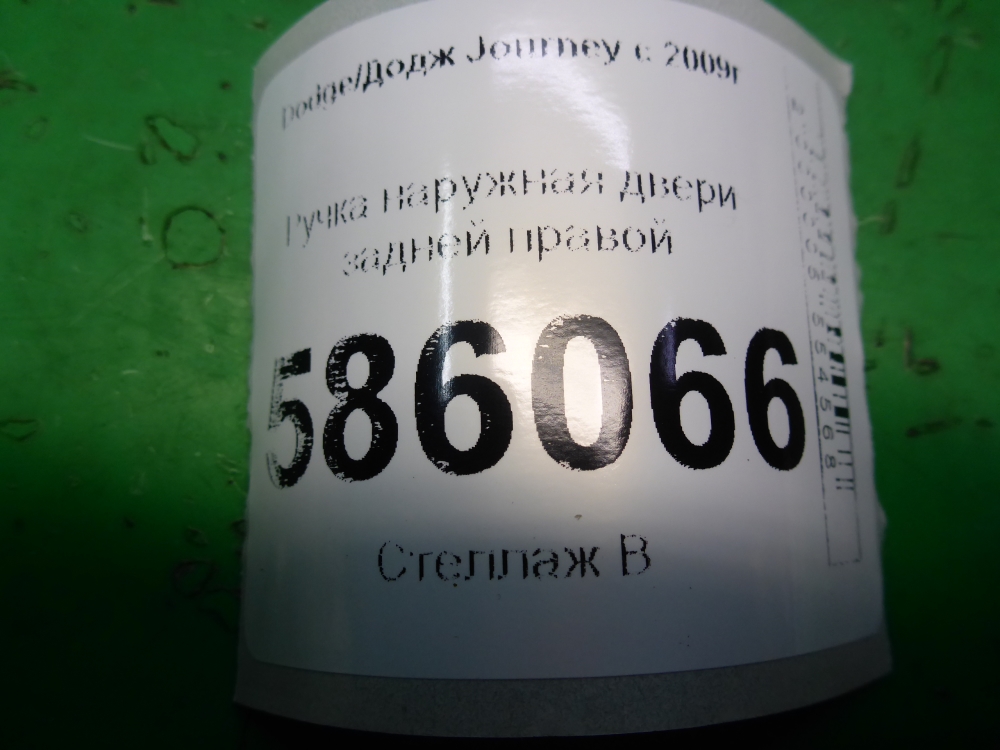 Dodge/Додж Journey с 2009г
Ручка наружная двери
задней правой
586066
Стеллаж В